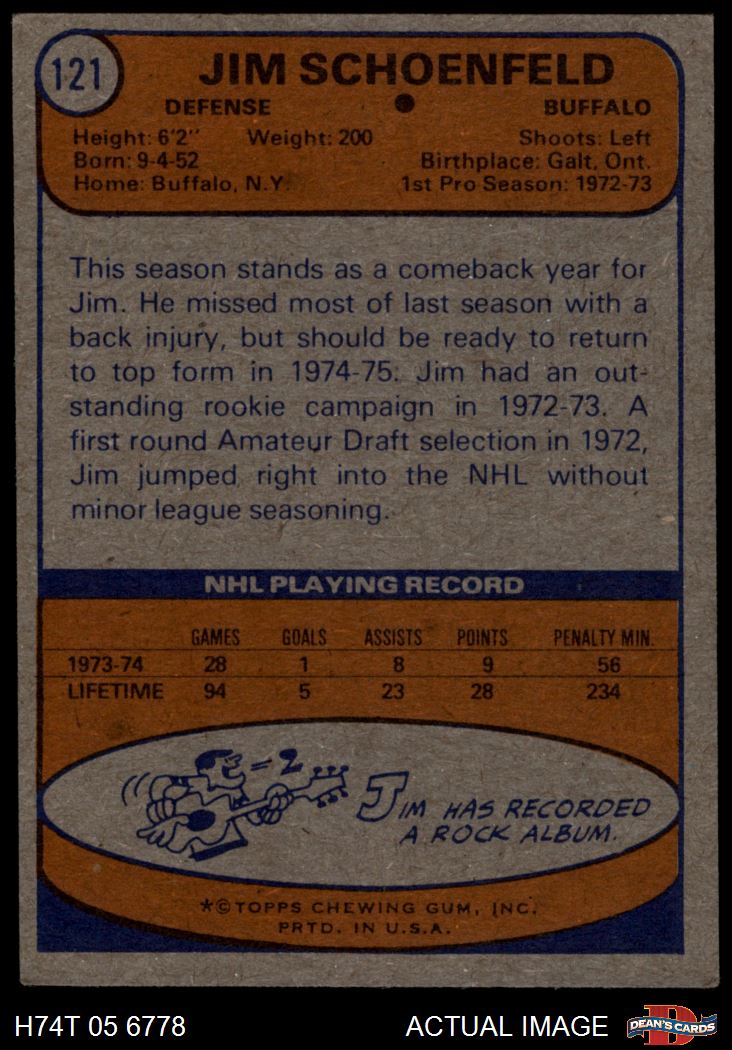 121
JIM SCHOENFELD
DEFENSE ● BUFFALO
Height: 6'2" Weight: 200 Shoots: Left
Born: 9-4-52 Birthplace: Galt, Ont.
Home: Buffalo, N.Y. 1st Pro Season: 1972-73
This season stands as a comeback year for
Jim. He missed most of last season with a
back injury, but should be ready to return
to top form in 1974-75. Jim had an out-
standing rookie campaign in 1972-73. A
first round Amateur Draft selection in 1972,
Jim jumped right into the NHL without
minor league seasoning.
NHL PLAYING RECORD
GAMES GOALS ASSISTS POINTS PENALTY MIN.
1973-74 28 1 8 9 56
LIFETIME 94 5 23 28 234
JIM HAS RECORDED
A ROCK ALBUM.
*© TOPPS CHEWING GUM, INC.
PRTD. IN U.S.A.
H74T 05 6778 ACTUAL IMAGE D DEAN'S CARDS